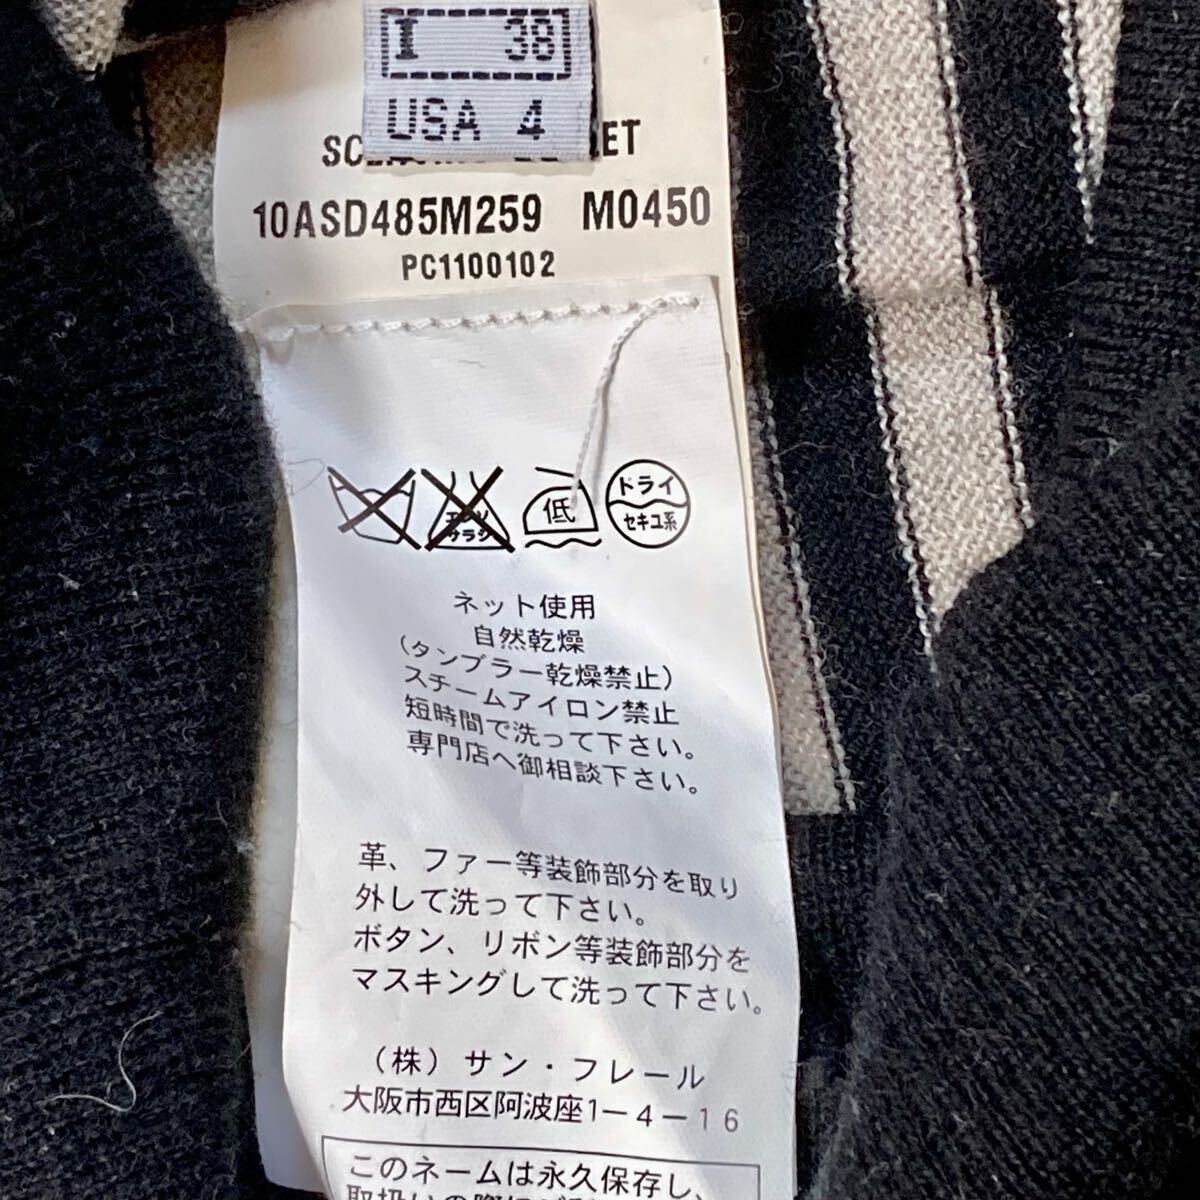 I 38
USA 4
10ASD485M259 M0450
PC1100102
エンソ
サラシ
低
ドライ
セキユ系
ネット使用
自然乾燥
(タンブラー乾燥禁止)
スチームアイロン禁止
短時間で洗って下さい。
専門店へ御相談下さい。
革、ファー等装飾部分を取り
外して洗って下さい。
ボタン、リボン等装飾部分を
マスキングして洗って下さい。
(株)サン・フレール
大阪市西区阿波座1-4-16
このネームは永久保存し、